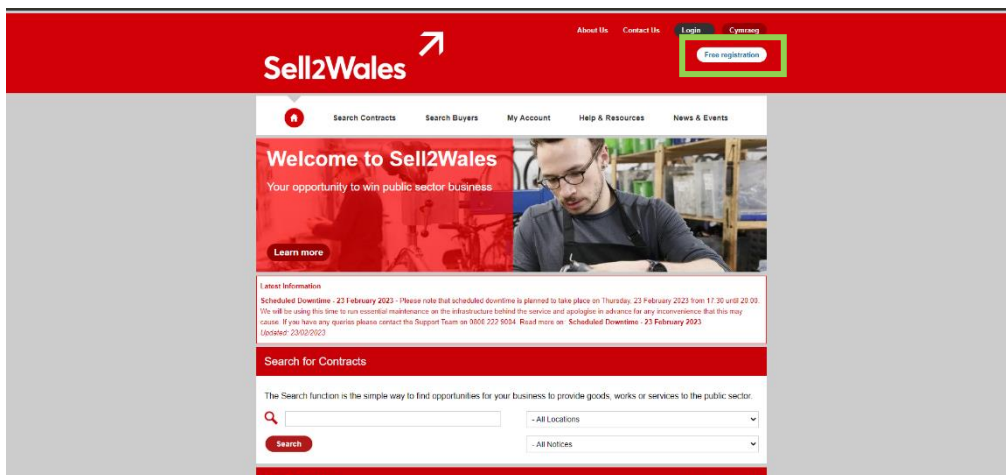 About Us Contact Us Login Cymraeg
Free registration
Sell2Wales
Search Contracts Search Buyers My Account Help & Resources News & Events
Welcome to Sell2Wales
Your opportunity to win public sector business
Learn more
Latest Information
Scheduled Downtime - 23 February 2023 - Please note that scheduled downtime is planned to take place on Thursday, 23 February 2023 from 17.30 until 20.00.
We will be using this time to run essential maintenance on the infrastructure behind the service and apologise in advance for any inconvenience that this may
cause. If you have any queries please contact the Support Team on 0800 222 9004. Read more on Scheduled Downtime - 23 February 2023
Updated: 23/02/2023
Search for Contracts
The Search function is the simple way to find opportunities for your business to provide goods, works or services to the public sector.
- All Locations
Search
- All Notices